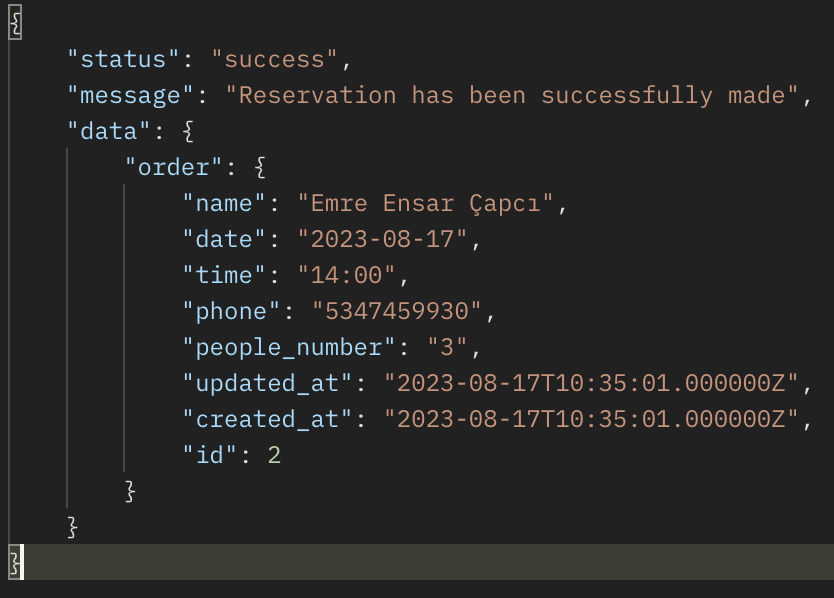 {
"status": "success",
"message": "Reservation has been successfully made",
"data": {
"order": {
"name": "Emre Ensar Çapcı",
"date": "2023-08-17",
"time": "14:00",
"phone": "5347459930",
"people_number": "3",
"updated_at": "2023-08-17T10:35:01.000000Z",
"created_at": "2023-08-17T10:35:01.000000Z",
"id": 2
}
}
}